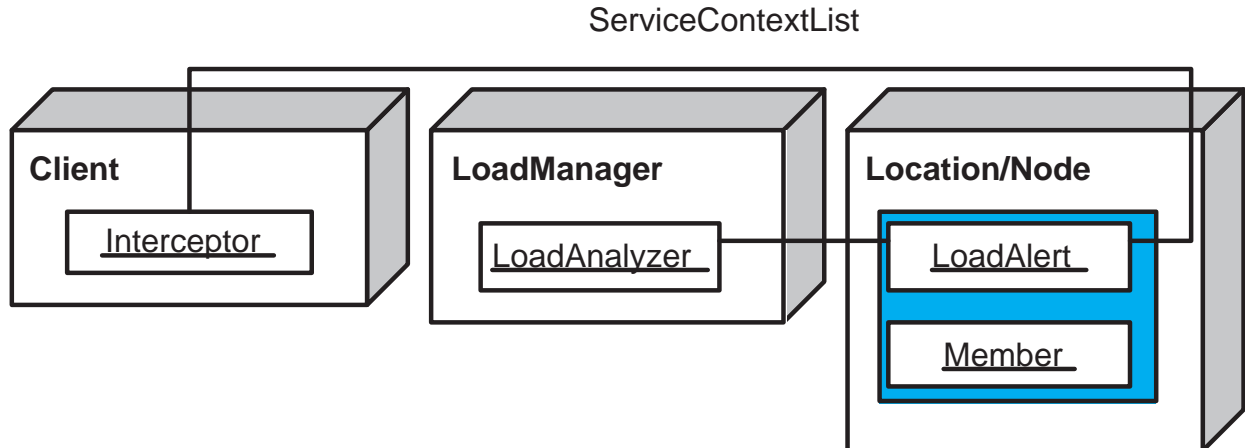 ServiceContextList
Client
Interceptor
LoadManager
LoadAnalyzer
Location/Node
LoadAlert
Member